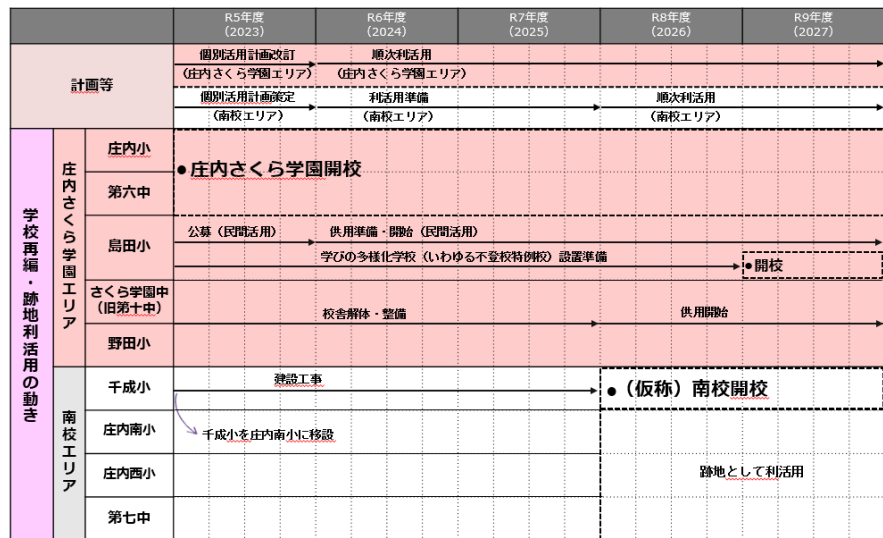 R5年度 R6年度 R7年度 R8年度 R9年度
(2023) (2024) (2025) (2026) (2027)
計画等
個別活用計画改訂 順次利活用
(庄内さくら学園エリア) (庄内さくら学園エリア)
個別活用計画策定 利活用準備 順次利活用
(南校エリア) (南校エリア) (南校エリア)
学校再編・跡地利活用の動き
庄内さくら学園エリア
庄内小
●庄内さくら学園開校
第六中
島田小
公募(民間活用) 供用準備・開始(民間活用)
学びの多様化学校(いわゆる不登校特例校)設置準備
●開校
さくら学園中
(旧第十中)
校舎解体・整備 供用開始
野田小
南校エリア
千成小
建設工事
●(仮称)南校開校
庄内南小
千成小を庄内南小に移設
庄内西小
跡地として利活用
第七中